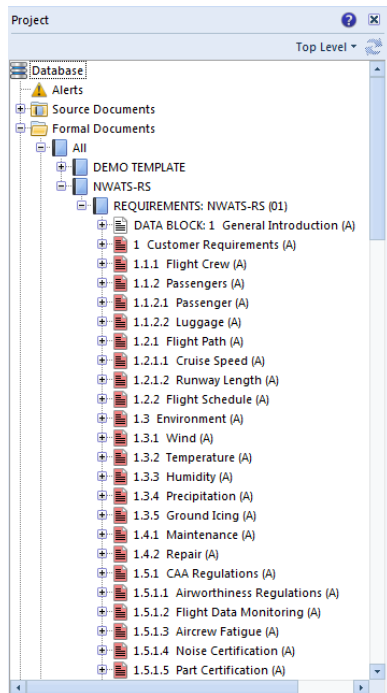 Project
Top Level
Database
Alerts
Source Documents
Formal Documents
All
DEMO TEMPLATE
NWATS-RS
REQUIREMENTS: NWATS-RS (01)
DATA BLOCK: 1 General Introduction (A)
1 Customer Requirements (A)
1.1.1 Flight Crew (A)
1.1.2 Passengers (A)
1.1.2.1 Passenger (A)
1.1.2.2 Luggage (A)
1.2.1 Flight Path (A)
1.2.1.1 Cruise Speed (A)
1.2.1.2 Runway Length (A)
1.2.2 Flight Schedule (A)
1.3 Environment (A)
1.3.1 Wind (A)
1.3.2 Temperature (A)
1.3.3 Humidity (A)
1.3.4 Precipitation (A)
1.3.5 Ground Icing (A)
1.4.1 Maintenance (A)
1.4.2 Repair (A)
1.5.1 CAA Regulations (A)
1.5.1.1 Airworthiness Regulations (A)
1.5.1.2 Flight Data Monitoring (A)
1.5.1.3 Aircrew Fatigue (A)
1.5.1.4 Noise Certification (A)
1.5.1.5 Part Certification (A)